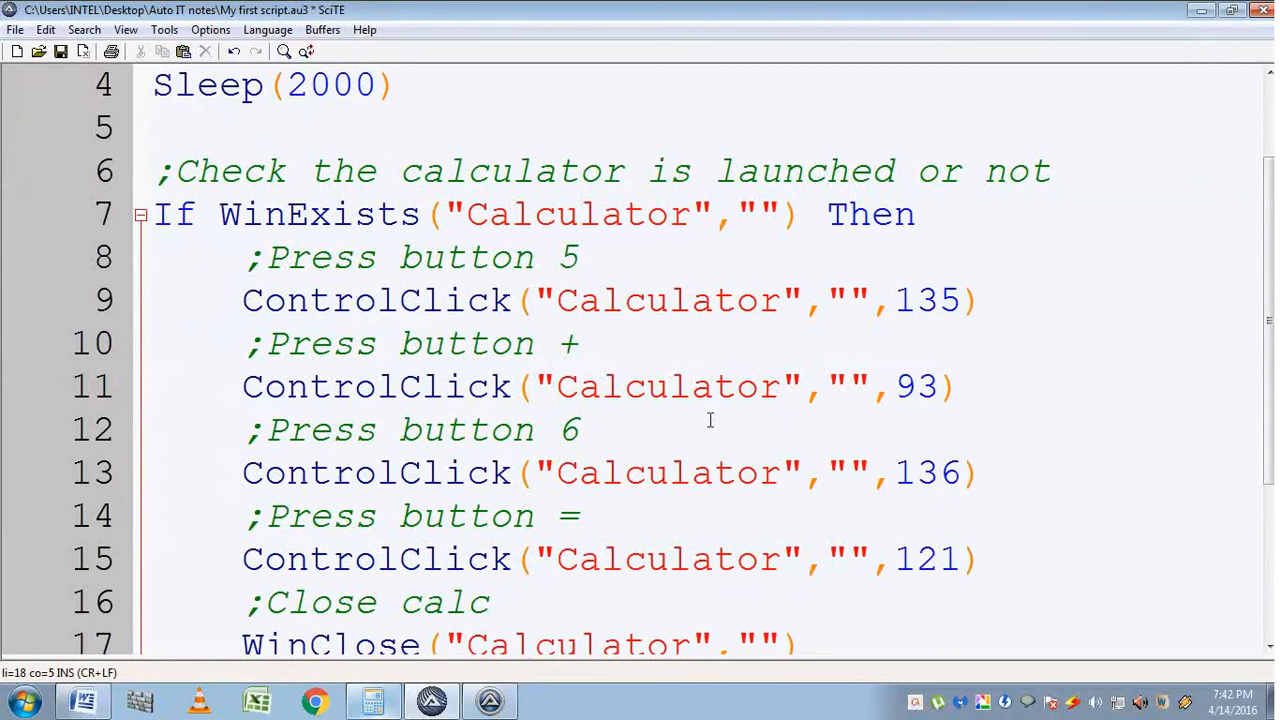 C:\Users\INTEL\Desktop\Auto IT notes\My first script.au3 * SciTE
File Edit Search View Tools Options Language Buffers Help
4 Sleep(2000)
5
6 ;Check the calculator is launched or not
7 If WinExists("Calculator","") Then
8 ;Press button 5
9 ControlClick("Calculator","",135)
10 ;Press button +
11 ControlClick("Calculator","",93)
12 ;Press button 6
13 ControlClick("Calculator","",136)
14 ;Press button =
15 ControlClick("Calculator","",121)
16 ;Close calc
17 WinClose("Calculator","")
li=18 co=5 INS (CR+LF)
7:42 PM
4/14/2016